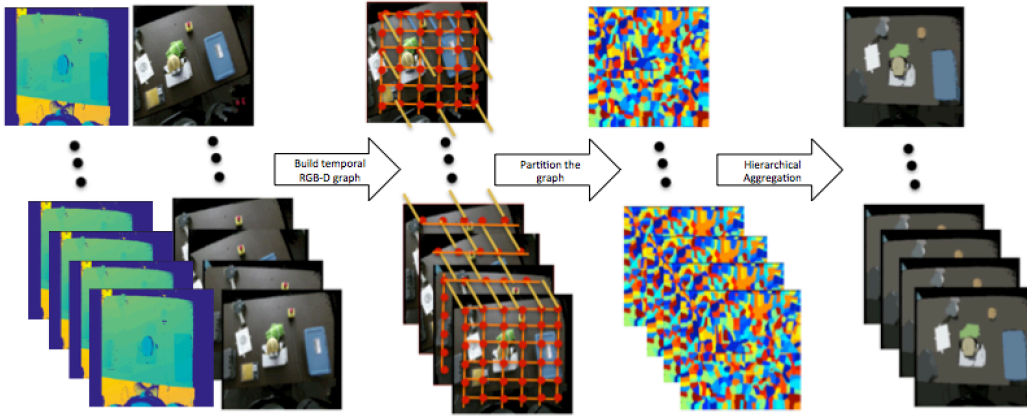 Build temporal
RGB-D graph
Partition the
graph
Hierarchical
Aggregation